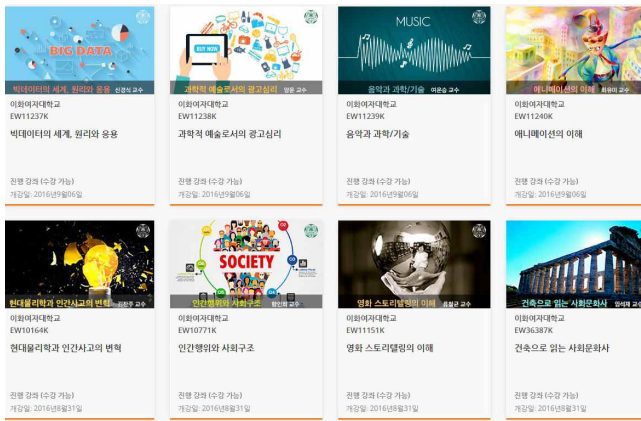 BIG DATA
빅데이터의 세계, 원리와 응용 신경식 교수
이화여자대학교
EW11237K
빅데이터의 세계, 원리와 응용
진행 강좌 (수강 가능)
개강일: 2016년9월06일
BUY NOW
과학적 예술로서의 광고심리 양윤 교수
이화여자대학교
EW11238K
과학적 예술로서의 광고심리
진행 강좌 (수강 가능)
개강일: 2016년9월06일
MUSIC
음악과 과학/기술 여운승 교수
이화여자대학교
EW11239K
음악과 과학/기술
진행 강좌 (수강 가능)
개강일: 2016년9월06일
애니메이션의 이해 최유미 교수
이화여자대학교
EW11240K
애니메이션의 이해
진행 강좌 (수강 가능)
개강일: 2016년9월06일
현대물리학과 인간사고의 변혁 김찬주 교수
이화여자대학교
EW10164K
현대물리학과 인간사고의 변혁
진행 강좌 (수강 가능)
개강일: 2016년8월31일
SOCIETY
인간행위와 사회구조 함인희 교수
이화여자대학교
EW10771K
인간행위와 사회구조
진행 강좌 (수강 가능)
개강일: 2016년8월31일
영화 스토리텔링의 이해 교수
이화여자대학교
EW11151K
영화 스토리텔링의 이해
진행 강좌 (수강 가능)
개강일: 2016년8월31일
건축으로 읽는 사회문화사 임석재 교수
이화여자대학교
EW36387K
건축으로 읽는 사회문화사
진행 강좌 (수강 가능)
개강일: 2016년8월31일